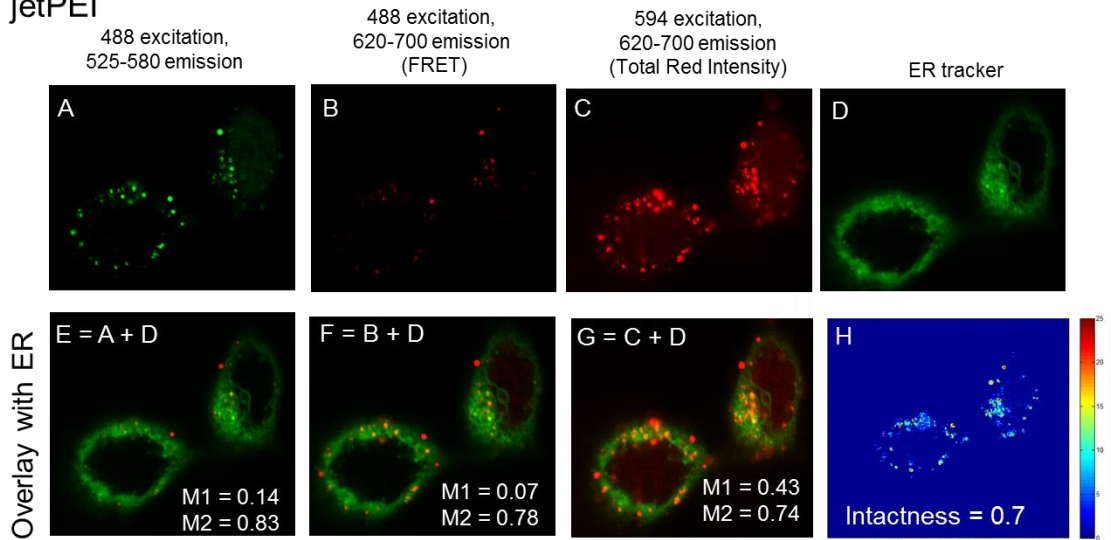 jetPEI
488 excitation,
525-580 emission
488 excitation,
620-700 emission
(FRET)
594 excitation,
620-700 emission
(Total Red Intensity)
ER tracker
A
B
C
D
Overlay with ER
E = A + D
M1 = 0.14
M2 = 0.83
F = B + D
M1 = 0.07
M2 = 0.78
G = C + D
M1 = 0.43
M2 = 0.74
H
Intactness = 0.7
25
20
15
10
5
0